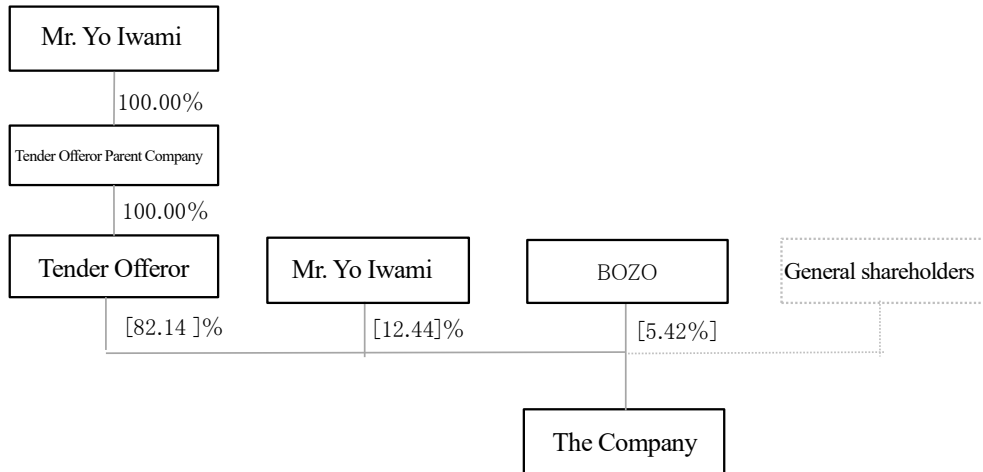 Mr. Yo Iwami
100.00%
Tender Offeror Parent Company
100.00%
Tender Offeror
Mr. Yo Iwami
BOZO
General shareholders
[82.14 ]%
[12.44]%
[5.42%]
The Company